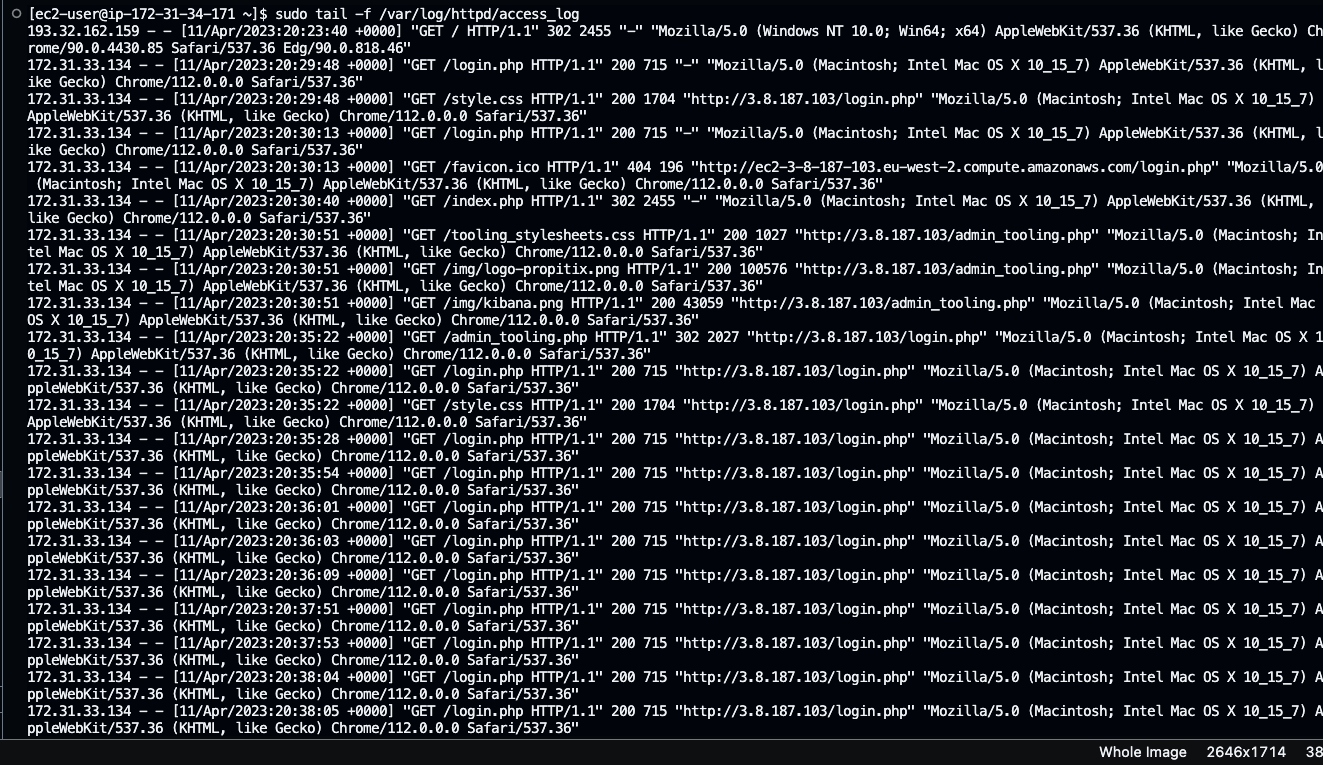 [ec2-user@ip-172-31-34-171 ~]$ sudo tail -f /var/log/httpd/access_log
193.32.162.159 - - [11/Apr/2023:20:23:40 +0000] "GET / HTTP/1.1" 302 2455 "-" "Mozilla/5.0 (Windows NT 10.0; Win64; x64) AppleWebKit/537.36 (KHTML, like Gecko) Ch
rome/90.0.4430.85 Safari/537.36 Edg/90.0.818.46"
172.31.33.134 - - [11/Apr/2023:20:29:48 +0000] "GET /login.php HTTP/1.1" 200 715 "-" "Mozilla/5.0 (Macintosh; Intel Mac OS X 10_15_7) AppleWebKit/537.36 (KHTML, l
ike Gecko) Chrome/112.0.0.0 Safari/537.36"
172.31.33.134 - - [11/Apr/2023:20:29:48 +0000] "GET /style.css HTTP/1.1" 200 1704 "http://3.8.187.103/login.php" "Mozilla/5.0 (Macintosh; Intel Mac OS X 10_15_7)
AppleWebKit/537.36 (KHTML, like Gecko) Chrome/112.0.0.0 Safari/537.36"
172.31.33.134 - - [11/Apr/2023:20:30:13 +0000] "GET /login.php HTTP/1.1" 200 715 "-" "Mozilla/5.0 (Macintosh; Intel Mac OS X 10_15_7) AppleWebKit/537.36 (KHTML, l
ike Gecko) Chrome/112.0.0.0 Safari/537.36"
172.31.33.134 - - [11/Apr/2023:20:30:13 +0000] "GET /favicon.ico HTTP/1.1" 404 196 "http://ec2-3-8-187-103.eu-west-2.compute.amazonaws.com/login.php" "Mozilla/5.0
(Macintosh; Intel Mac OS X 10_15_7) AppleWebKit/537.36 (KHTML, like Gecko) Chrome/112.0.0.0 Safari/537.36"
172.31.33.134 - - [11/Apr/2023:20:30:40 +0000] "GET /index.php HTTP/1.1" 302 2455 "-" "Mozilla/5.0 (Macintosh; Intel Mac OS X 10_15_7) AppleWebKit/537.36 (KHTML,
like Gecko) Chrome/112.0.0.0 Safari/537.36"
172.31.33.134 - - [11/Apr/2023:20:30:51 +0000] "GET /tooling_stylesheets.css HTTP/1.1" 200 1027 "http://3.8.187.103/admin_tooling.php" "Mozilla/5.0 (Macintosh; In
tel Mac OS X 10_15_7) AppleWebKit/537.36 (KHTML, like Gecko) Chrome/112.0.0.0 Safari/537.36"
172.31.33.134 - - [11/Apr/2023:20:30:51 +0000] "GET /img/logo-propitix.png HTTP/1.1" 200 100576 "http://3.8.187.103/admin_tooling.php" "Mozilla/5.0 (Macintosh; In
tel Mac OS X 10_15_7) AppleWebKit/537.36 (KHTML, like Gecko) Chrome/112.0.0.0 Safari/537.36"
172.31.33.134 - - [11/Apr/2023:20:30:51 +0000] "GET /img/kibana.png HTTP/1.1" 200 43059 "http://3.8.187.103/admin_tooling.php" "Mozilla/5.0 (Macintosh; Intel Mac
OS X 10_15_7) AppleWebKit/537.36 (KHTML, like Gecko) Chrome/112.0.0.0 Safari/537.36"
172.31.33.134 - - [11/Apr/2023:20:35:22 +0000] "GET /admin_tooling.php HTTP/1.1" 302 2027 "http://3.8.187.103/login.php" "Mozilla/5.0 (Macintosh; Intel Mac OS X 1
0_15_7) AppleWebKit/537.36 (KHTML, like Gecko) Chrome/112.0.0.0 Safari/537.36"
172.31.33.134 - - [11/Apr/2023:20:35:22 +0000] "GET /login.php HTTP/1.1" 200 715 "http://3.8.187.103/login.php" "Mozilla/5.0 (Macintosh; Intel Mac OS X 10_15_7) A
ppleWebKit/537.36 (KHTML, like Gecko) Chrome/112.0.0.0 Safari/537.36"
172.31.33.134 - - [11/Apr/2023:20:35:22 +0000] "GET /style.css HTTP/1.1" 200 1704 "http://3.8.187.103/login.php" "Mozilla/5.0 (Macintosh; Intel Mac OS X 10_15_7)
AppleWebKit/537.36 (KHTML, like Gecko) Chrome/112.0.0.0 Safari/537.36"
172.31.33.134 - - [11/Apr/2023:20:35:28 +0000] "GET /login.php HTTP/1.1" 200 715 "http://3.8.187.103/login.php" "Mozilla/5.0 (Macintosh; Intel Mac OS X 10_15_7) A
ppleWebKit/537.36 (KHTML, like Gecko) Chrome/112.0.0.0 Safari/537.36"
172.31.33.134 - - [11/Apr/2023:20:35:54 +0000] "GET /login.php HTTP/1.1" 200 715 "http://3.8.187.103/login.php" "Mozilla/5.0 (Macintosh; Intel Mac OS X 10_15_7) A
ppleWebKit/537.36 (KHTML, like Gecko) Chrome/112.0.0.0 Safari/537.36"
172.31.33.134 - - [11/Apr/2023:20:36:01 +0000] "GET /login.php HTTP/1.1" 200 715 "http://3.8.187.103/login.php" "Mozilla/5.0 (Macintosh; Intel Mac OS X 10_15_7) A
ppleWebKit/537.36 (KHTML, like Gecko) Chrome/112.0.0.0 Safari/537.36"
172.31.33.134 - - [11/Apr/2023:20:36:03 +0000] "GET /login.php HTTP/1.1" 200 715 "http://3.8.187.103/login.php" "Mozilla/5.0 (Macintosh; Intel Mac OS X 10_15_7) A
ppleWebKit/537.36 (KHTML, like Gecko) Chrome/112.0.0.0 Safari/537.36"
172.31.33.134 - - [11/Apr/2023:20:36:09 +0000] "GET /login.php HTTP/1.1" 200 715 "http://3.8.187.103/login.php" "Mozilla/5.0 (Macintosh; Intel Mac OS X 10_15_7) A
ppleWebKit/537.36 (KHTML, like Gecko) Chrome/112.0.0.0 Safari/537.36"
172.31.33.134 - - [11/Apr/2023:20:37:51 +0000] "GET /login.php HTTP/1.1" 200 715 "http://3.8.187.103/login.php" "Mozilla/5.0 (Macintosh; Intel Mac OS X 10_15_7) A
ppleWebKit/537.36 (KHTML, like Gecko) Chrome/112.0.0.0 Safari/537.36"
172.31.33.134 - - [11/Apr/2023:20:37:53 +0000] "GET /login.php HTTP/1.1" 200 715 "http://3.8.187.103/login.php" "Mozilla/5.0 (Macintosh; Intel Mac OS X 10_15_7) A
ppleWebKit/537.36 (KHTML, like Gecko) Chrome/112.0.0.0 Safari/537.36"
172.31.33.134 - - [11/Apr/2023:20:38:04 +0000] "GET /login.php HTTP/1.1" 200 715 "http://3.8.187.103/login.php" "Mozilla/5.0 (Macintosh; Intel Mac OS X 10_15_7) A
ppleWebKit/537.36 (KHTML, like Gecko) Chrome/112.0.0.0 Safari/537.36"
172.31.33.134 - - [11/Apr/2023:20:38:05 +0000] "GET /login.php HTTP/1.1" 200 715 "http://3.8.187.103/login.php" "Mozilla/5.0 (Macintosh; Intel Mac OS X 10_15_7) A
ppleWebKit/537.36 (KHTML, like Gecko) Chrome/112.0.0.0 Safari/537.36"
Whole Image 2646x1714 38